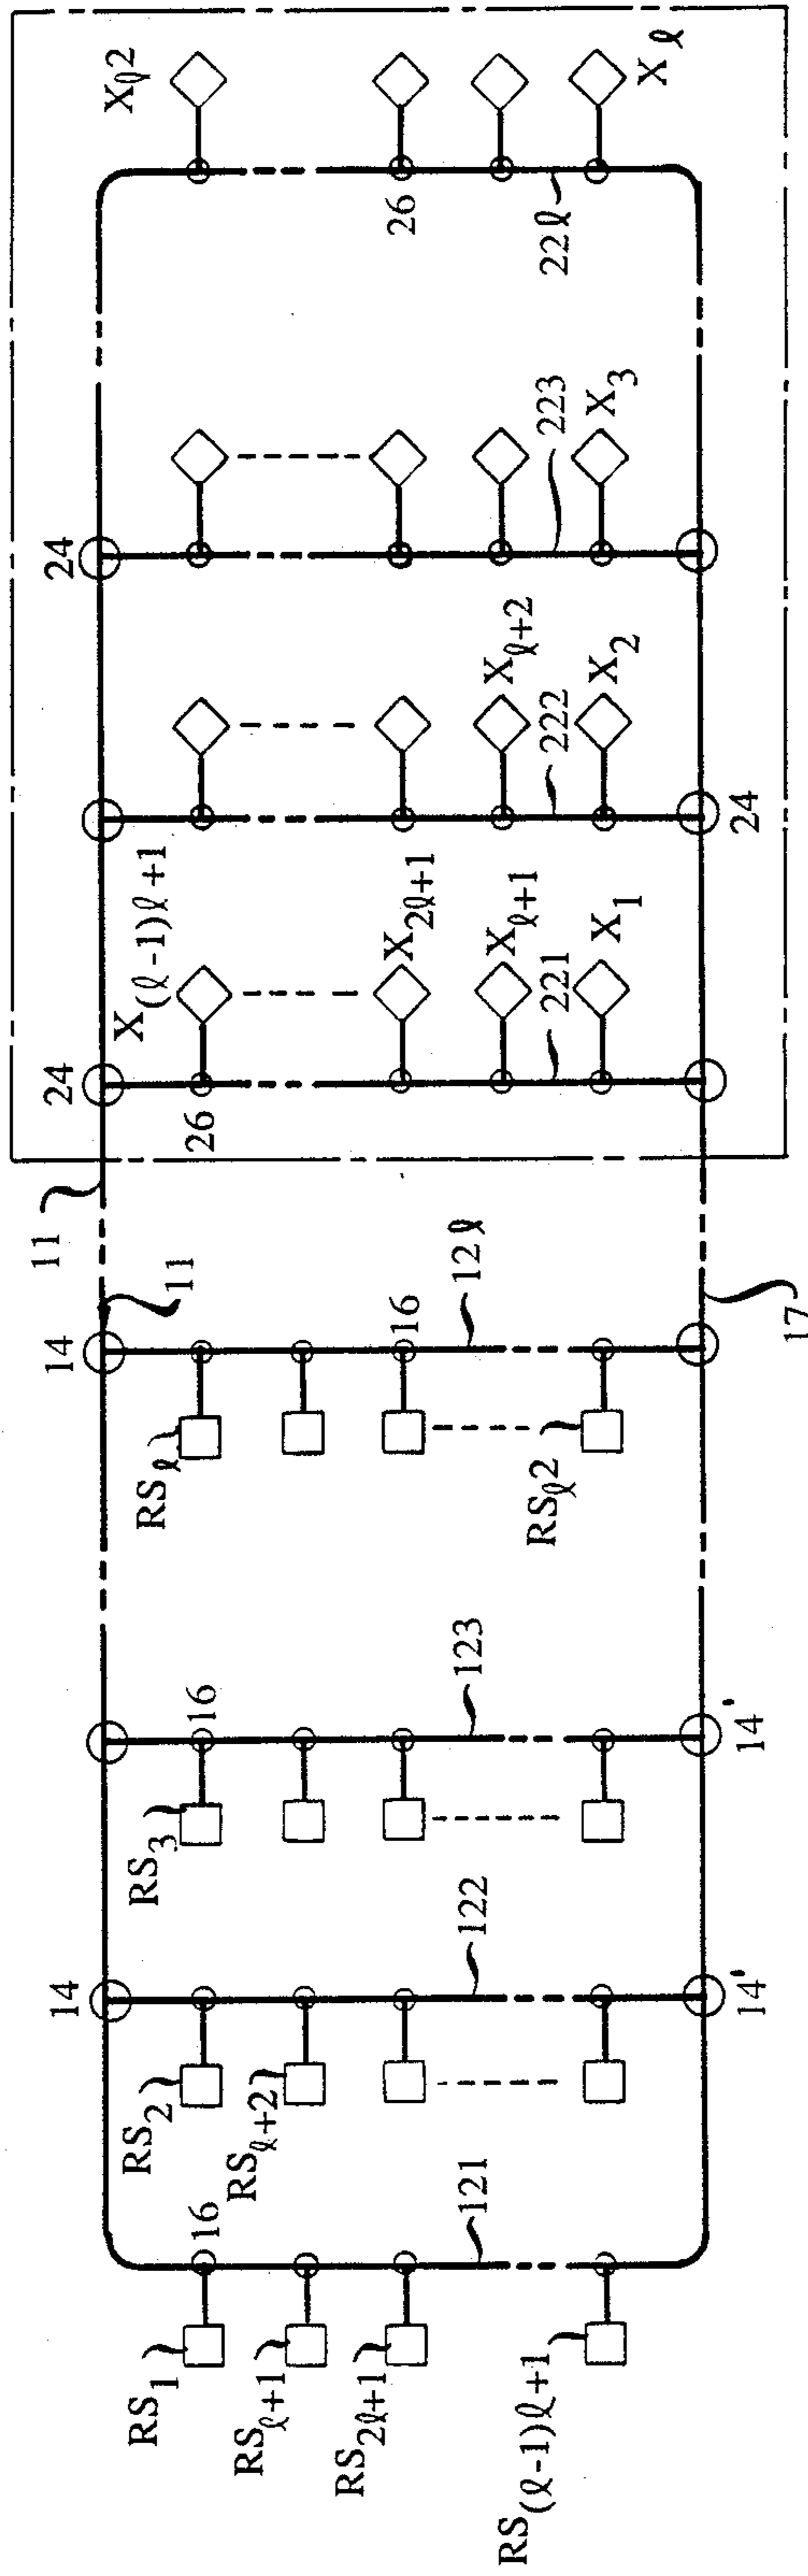 RS₁
RSℓ+1
RS₂ℓ+1
RS(ℓ-1)ℓ+1
16
121
14
RS₂
RSℓ+2
122
14'
RS₃
16
123
14'
14
11
RSℓ
16
12ℓ
RSℓ2
11
17
24
X(ℓ-1)ℓ+1
26
X₂ℓ+1
Xℓ+1
221
X₁
Xℓ+2
222
X₂
24
24
223
X₃
Xℓ2
26
22ℓ
Xℓ